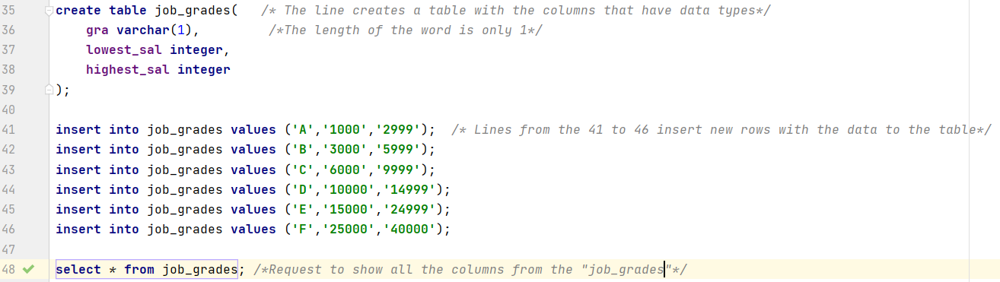 35 create table job_grades( /* The line creates a table with the columns that have data types*/
36 gra varchar(1), /*The length of the word is only 1*/
37 lowest_sal integer,
38 highest_sal integer
39 );
40
41 insert into job_grades values ('A','1000','2999'); /* Lines from the 41 to 46 insert new rows with the data to the table*/
42 insert into job_grades values ('B','3000','5999');
43 insert into job_grades values ('C','6000','9999');
44 insert into job_grades values ('D','10000','14999');
45 insert into job_grades values ('E','15000','24999');
46 insert into job_grades values ('F','25000','40000');
47
48 select * from job_grades; /*Request to show all the columns from the "job_grades"*/